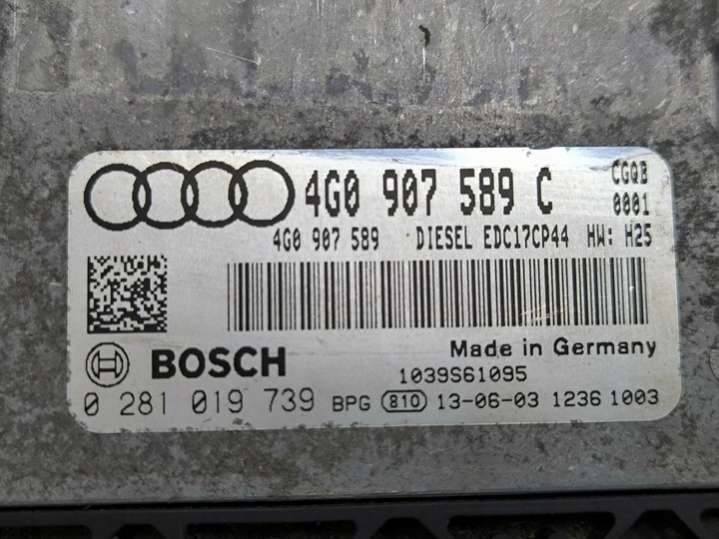 4G0 907 589 C CGQB
0001
4G0 907 589 DIESEL EDC17CP44 HW: H25
BOSCH Made in Germany
1039S61095
0 281 019 739 BPG 810 13-06-03 1236 1003